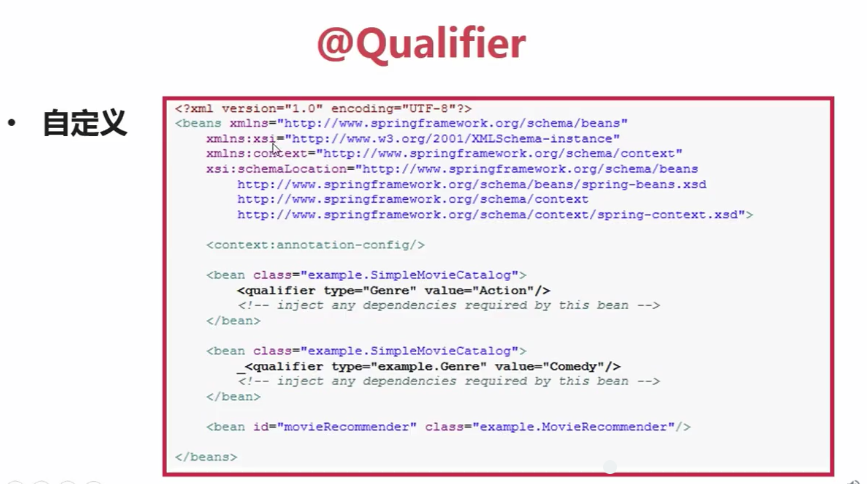 @Qualifier
• 自定义
<?xml version="1.0" encoding="UTF-8"?>
<beans xmlns="http://www.springframework.org/schema/beans"
xmlns:xsi="http://www.w3.org/2001/XMLSchema-instance"
xmlns:context="http://www.springframework.org/schema/context"
xsi:schemaLocation="http://www.springframework.org/schema/beans
http://www.springframework.org/schema/beans/spring-beans.xsd
http://www.springframework.org/schema/context
http://www.springframework.org/schema/context/spring-context.xsd">
<context:annotation-config/>
<bean class="example.SimpleMovieCatalog">
<qualifier type="Genre" value="Action"/>
<!-- inject any dependencies required by this bean -->
</bean>
<bean class="example.SimpleMovieCatalog">
_<qualifier type="example.Genre" value="Comedy"/>
<!-- inject any dependencies required by this bean -->
</bean>
<bean id="movieRecommender" class="example.MovieRecommender"/>
</beans>